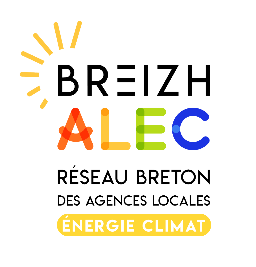 BREIZH
ALEC
RÉSEAU BRETON
DES AGENCES LOCALES
ÉNERGIE CLIMAT